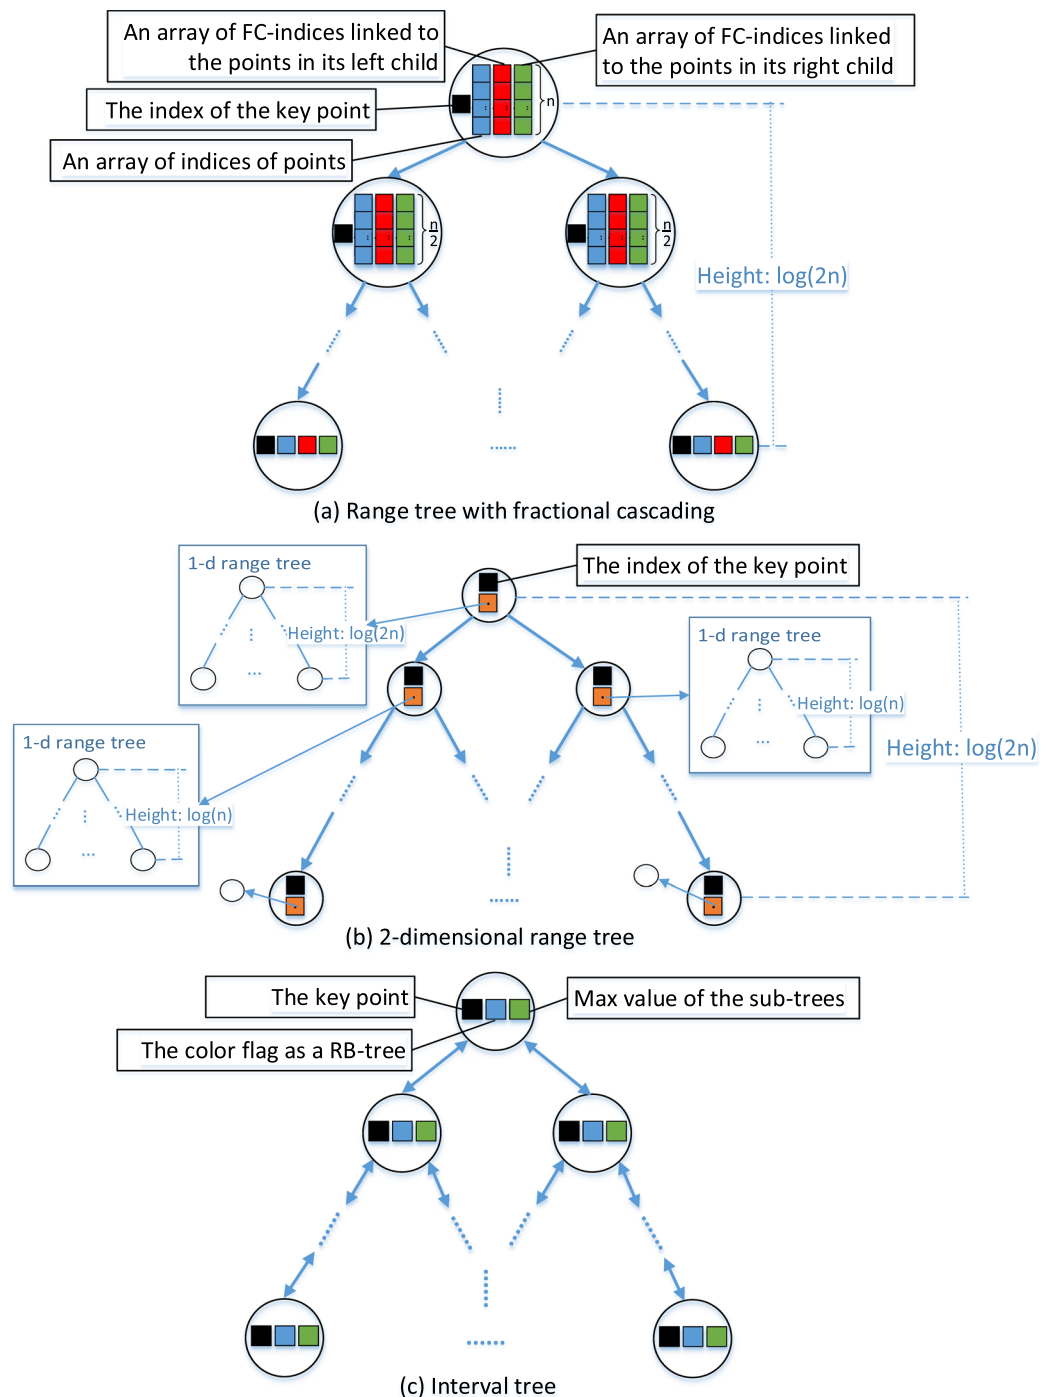 An array of FC-indices linked to
the points in its left child
An array of FC-indices linked
to the points in its right child
The index of the key point
n
An array of indices of points
n
2
n
2
Height: log(2n)
(a) Range tree with fractional cascading
1-d range tree
The index of the key point
Height: log(2n)
1-d range tree
Height: log(n)
1-d range tree
Height: log(2n)
Height: log(n)
(b) 2-dimensional range tree
The key point
Max value of the sub-trees
The color flag as a RB-tree
(c) Interval tree